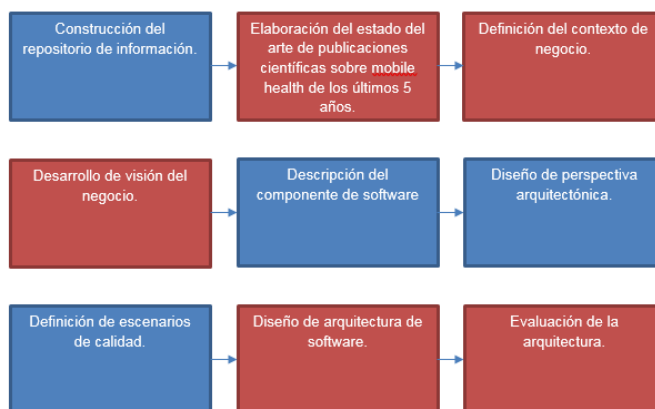 Construcción del
repositorio de información.
Elaboración del estado del
arte de publicaciones
científicas sobre mobile
health de los últimos 5
años.
Definición del contexto de
negocio.
Desarrollo de visión del
negocio.
Descripción del
componente de software
Diseño de perspectiva
arquitectónica.
Definición de escenarios
de calidad.
Diseño de arquitectura de
software.
Evaluación de la
arquitectura.